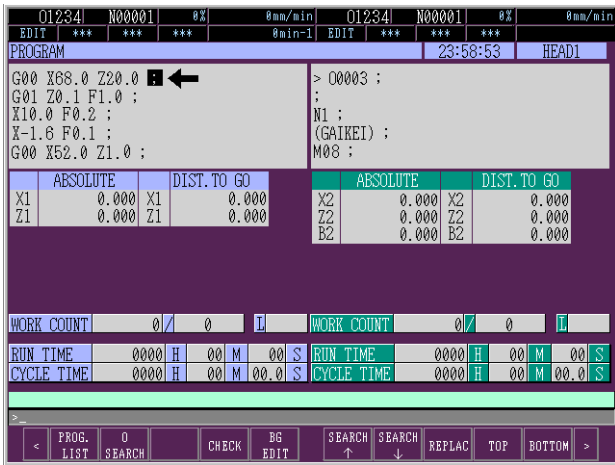 01234 N00001 0% 0mm/min 01234 N00001 0% 0mm/min
EDIT *** *** *** 0min-1 EDIT *** *** ***
PROGRAM 23:58:53 HEAD1
G00 X68.0 Z20.0 ;
G01 Z0.1 F1.0 ;
X10.0 F0.2 ;
X-1.6 F0.1 ;
G00 X52.0 Z1.0 ;
> O0003 ;
;
N1 ;
(GAIKEI) ;
M08 ;
ABSOLUTE DIST.TO GO
X1 0.000 X1 0.000
Z1 0.000 Z1 0.000
ABSOLUTE DIST.TO GO
X2 0.000 X2 0.000
Z2 0.000 Z2 0.000
B2 0.000 B2 0.000
WORK COUNT 0/ 0 L WORK COUNT 0/ 0 L
RUN TIME 0000 H 00 M 00 S RUN TIME 0000 H 00 M 00 S
CYCLE TIME 0000 H 00 M 00.0 S CYCLE TIME 0000 H 00 M 00.0 S
>_
< PROG. LIST O SEARCH CHECK BG EDIT SEARCH ↑ SEARCH ↓ REPLAC TOP BOTTOM >